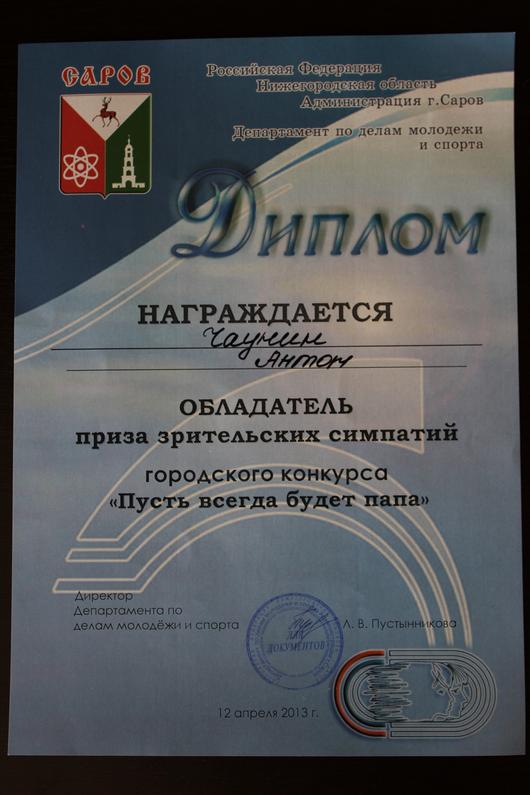 САРОВ
Российская Федерация
Нижегородская область
Администрация г.Саров
Департамент по делам молодежи
и спорта
Диплом
НАГРАЖДАЕТСЯ
Чаунин
Антон
ОБЛАДАТЕЛЬ
приза зрительских симпатий
городского конкурса
«Пусть всегда будет папа»
Директор
Департамента по
делам молодёжи и спорта
Л. В. Пустынникова
ДЛЯ
ДОКУМЕНТОВ
12 апреля 2013 г.